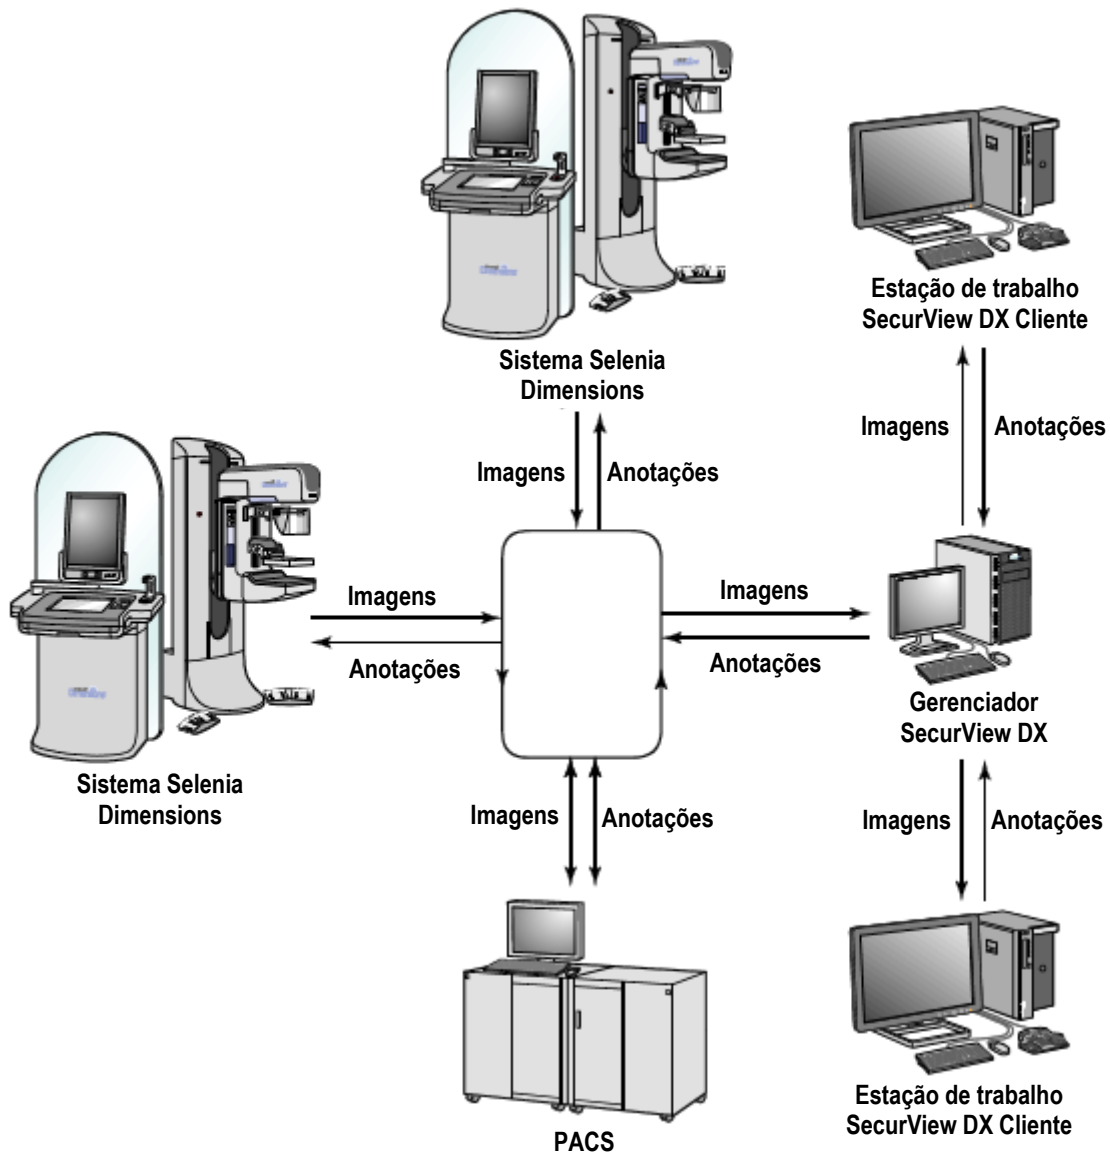 Estação de trabalho
SecurView DX Cliente
Sistema Selenia
Dimensions
Imagens
Anotações
Imagens
Anotações
Imagens
Anotações
Imagens
Anotações
Gerenciador
SecurView DX
Sistema Selenia
Dimensions
Imagens
Anotações
Imagens
Anotações
PACS
Estação de trabalho
SecurView DX Cliente